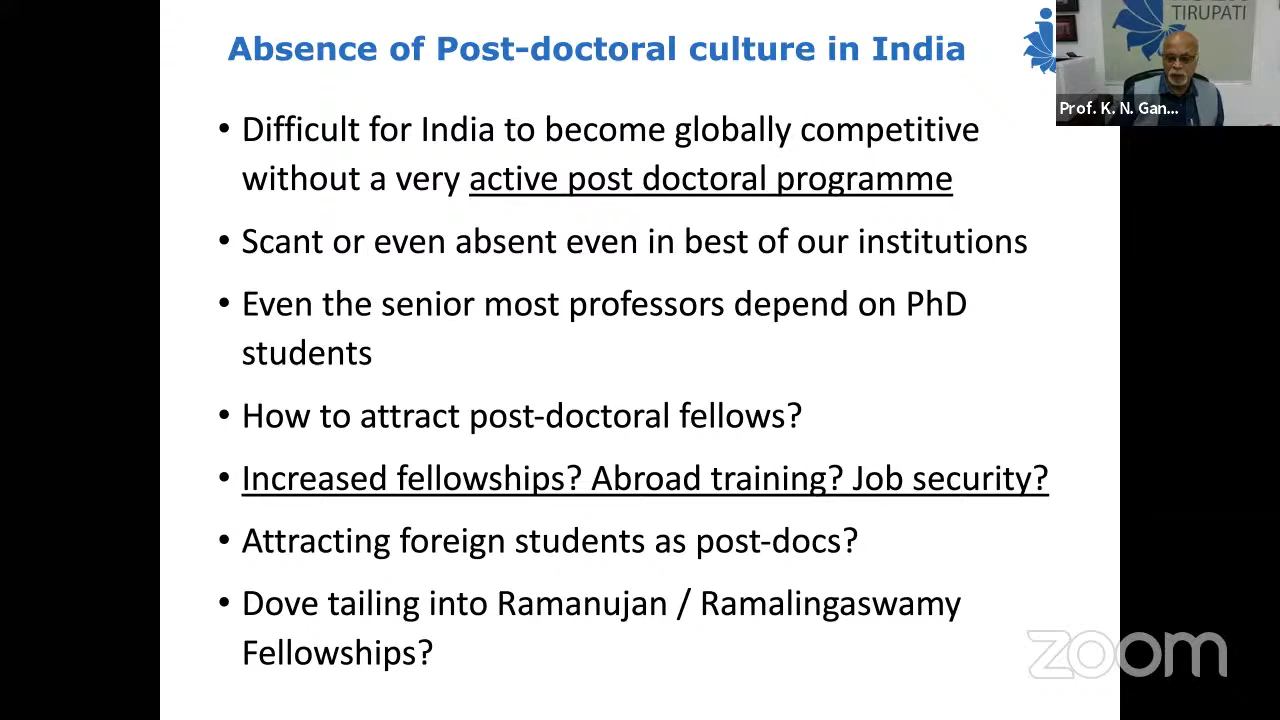 Absence of Post-doctoral culture in India
TIRUPATI
Prof. K. N. Gan...
• Difficult for India to become globally competitive
without a very active post doctoral programme
• Scant or even absent even in best of our institutions
• Even the senior most professors depend on PhD
students
• How to attract post-doctoral fellows?
• Increased fellowships? Abroad training? Job security?
• Attracting foreign students as post-docs?
• Dove tailing into Ramanujan / Ramalingaswamy
Fellowships?
zoom